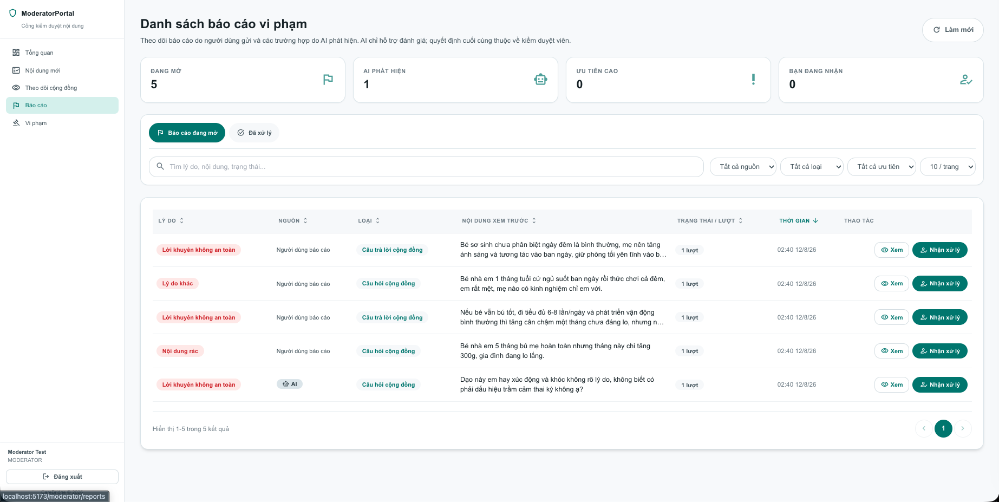 ModeratorPortal
Cổng kiểm duyệt nội dung
Tổng quan
Nội dung mới
Theo dõi cộng đồng
Báo cáo
Vi phạm
Moderator Test
MODERATOR
Đăng xuất
CareBridge © 2026
localhost:5173/moderator/reports
Danh sách báo cáo vi phạm
Theo dõi báo cáo do người dùng gửi và các trường hợp do AI phát hiện. AI chỉ hỗ trợ đánh giá; quyết định cuối cùng thuộc về kiểm duyệt viên.
Làm mới
ĐANG MỞ
5
AI PHÁT HIỆN
1
ƯU TIÊN CAO
0
BẠN ĐANG NHẬN
0
Báo cáo đang mở
Đã xử lý
Tìm lý do, nội dung, trạng thái...
Tất cả nguồn
Tất cả loại
Tất cả ưu tiên
10 / trang
LÝ DO
NGUỒN
LOẠI
NỘI DUNG XEM TRƯỚC
TRẠNG THÁI / LƯỢT
THỜI GIAN
THAO TÁC
Lời khuyên không an toàn
Người dùng báo cáo
Câu trả lời cộng đồng
Bé sơ sinh chưa phân biệt ngày đêm là bình thường, mẹ nên tăng
ánh sáng và tương tác vào ban ngày, giữ phòng tối yên tĩnh vào b...
1 lượt
02:40 12/8/26
Xem
Nhận xử lý
Lý do khác
Người dùng báo cáo
Câu hỏi cộng đồng
Bé nhà em 1 tháng tuổi cứ ngủ suốt ban ngày rồi thức chơi cả đêm,
em rất mệt, mẹ nào có kinh nghiệm chỉ em với.
1 lượt
02:40 12/8/26
Xem
Nhận xử lý
Lời khuyên không an toàn
Người dùng báo cáo
Câu trả lời cộng đồng
Nếu bé vẫn bú tốt, đi tiểu đủ 6-8 lần/ngày và phát triển vận động
bình thường thì tăng cân chậm một tháng chưa đáng lo, nhưng n...
1 lượt
02:40 12/8/26
Xem
Nhận xử lý
Nội dung rác
Người dùng báo cáo
Câu hỏi cộng đồng
Bé nhà em 5 tháng bú mẹ hoàn toàn nhưng tháng này chỉ tăng
300g, gia đình đang lo lắng.
1 lượt
02:40 12/8/26
Xem
Nhận xử lý
Lời khuyên không an toàn
AI
Câu hỏi cộng đồng
Dạo này em hay xúc động và khóc không rõ lý do, không biết có
phải dấu hiệu trầm cảm thai kỳ không ạ?
1 lượt
02:40 12/8/26
Xem
Nhận xử lý
Hiển thị 1-5 trong 5 kết quả
1